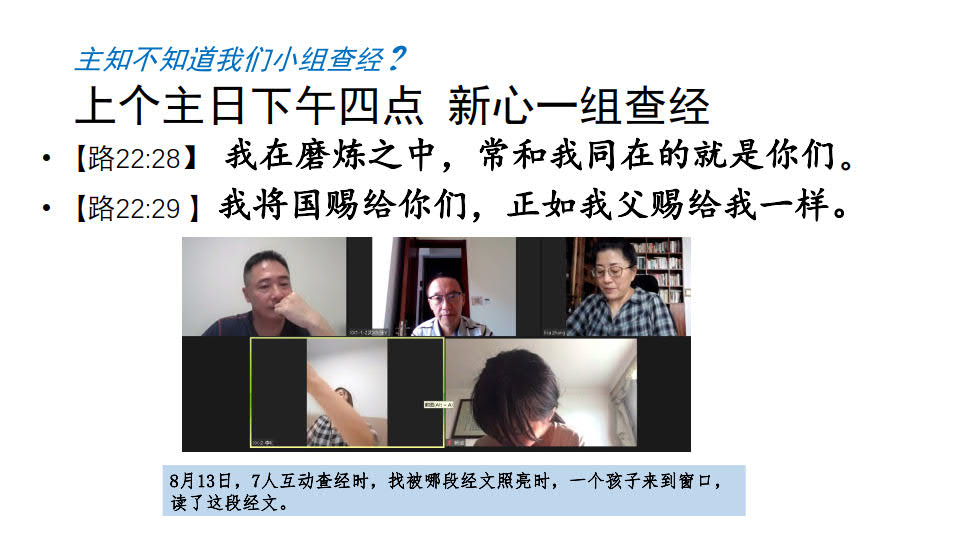 主知不知道我们小组查经？
上个主日下午四点 新心一组查经
• 【路22:28】 我在磨炼之中，常和我同在的就是你们。
• 【路22:29 】我将国赐给你们，正如我父赐给我一样。
8月13日，7人互动查经时，找被哪段经文照亮时，一个孩子来到窗口，
读了这段经文。